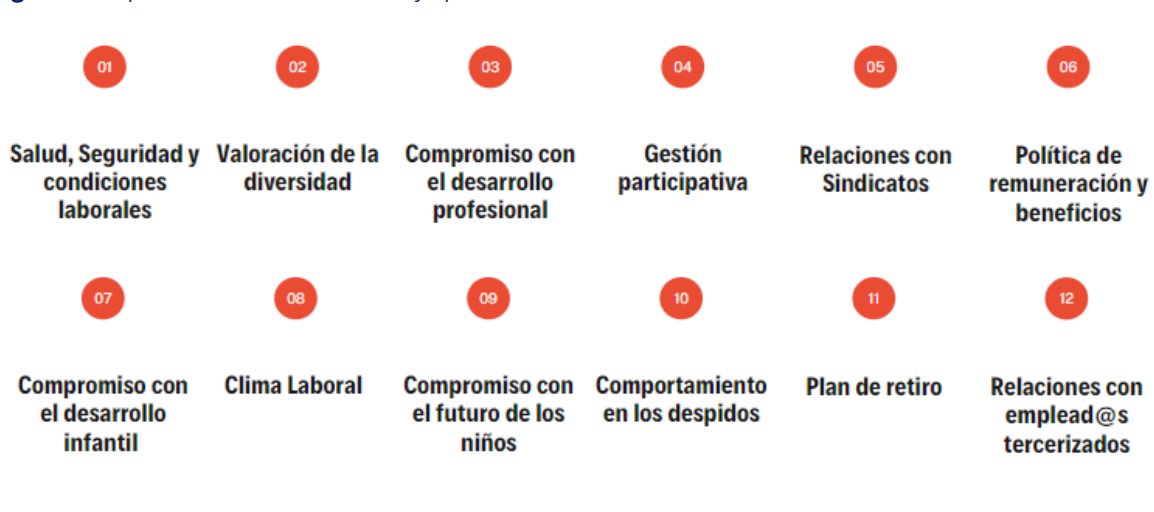 01
Salud, Seguridad y
condiciones
laborales
02
Valoración de la
diversidad
03
Compromiso con
el desarrollo
profesional
04
Gestión
participativa
05
Relaciones con
Sindicatos
06
Política de
remuneración y
beneficios
07
Compromiso con
el desarrollo
infantil
08
Clima Laboral
09
Compromiso con
el futuro de los
niños
10
Comportamiento
en los despidos
11
Plan de retiro
12
Relaciones con
emplead@s
tercerizados